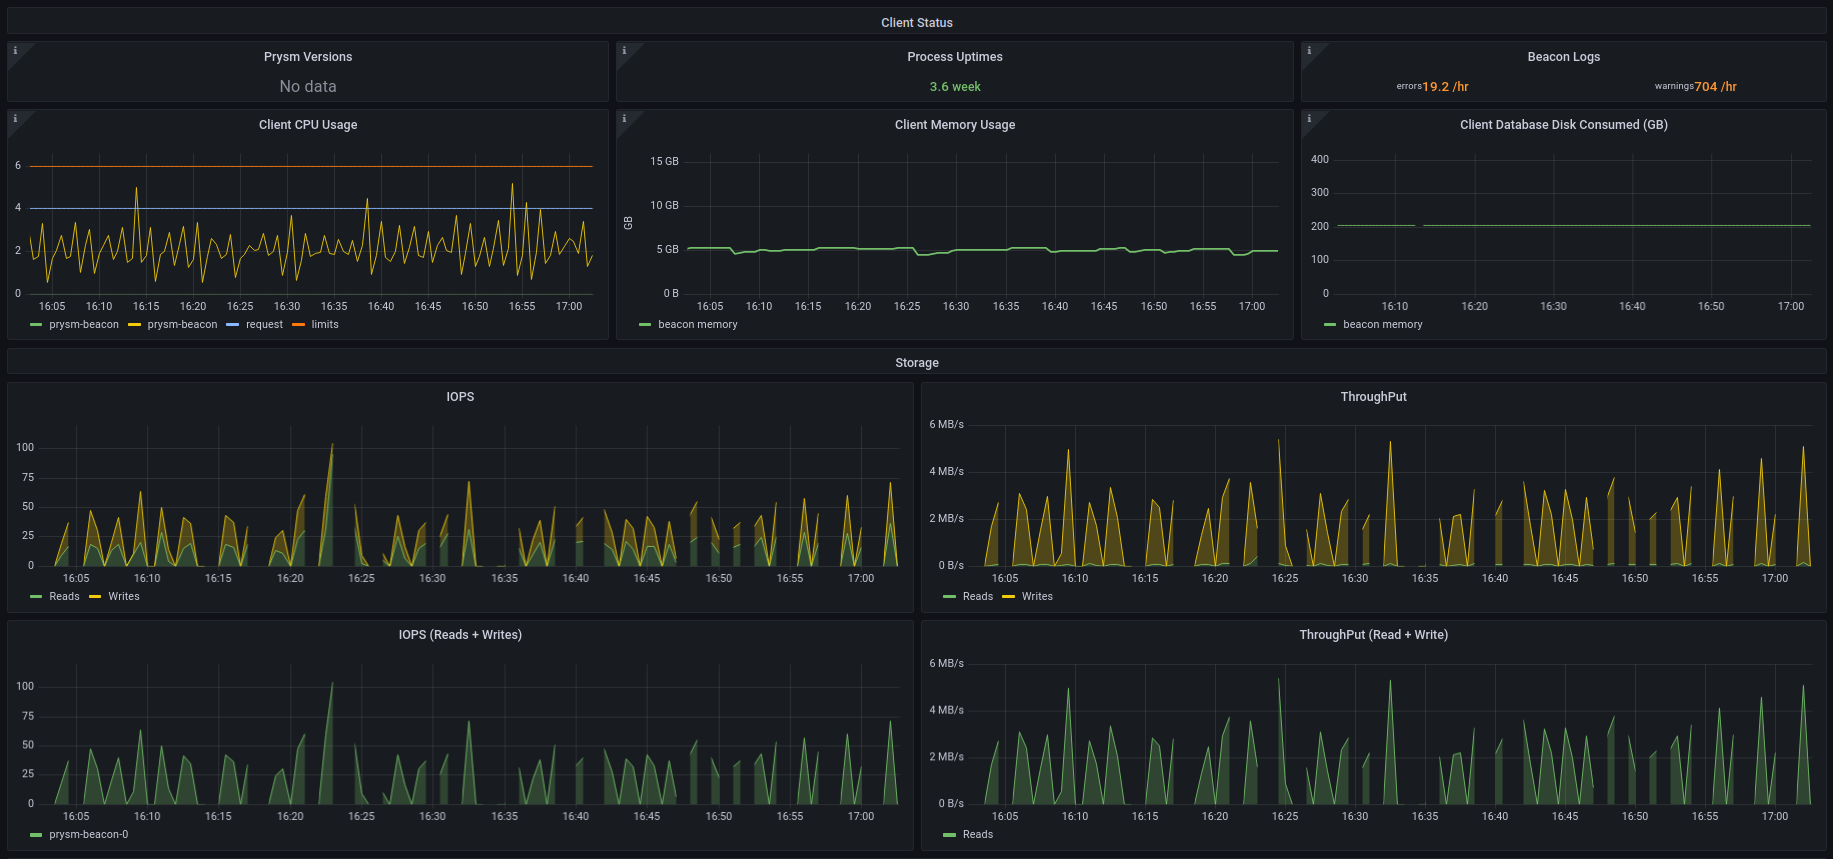 Client Status
Prysm Versions
No data
Process Uptimes
3.6 week
Beacon Logs
errors19.2 /hr warnings704 /hr
Client CPU Usage
6
4
2
0
16:05 16:10 16:15 16:20 16:25 16:30 16:35 16:40 16:45 16:50 16:55 17:00
prysm-beacon prysm-beacon request limits
Client Memory Usage
GB
15 GB
10 GB
5 GB
0 B
16:05 16:10 16:15 16:20 16:25 16:30 16:35 16:40 16:45 16:50 16:55 17:00
beacon memory
Client Database Disk Consumed (GB)
400
300
200
100
0
16:10 16:20 16:30 16:40 16:50 17:00
beacon memory
Storage
IOPS
100
75
50
25
0
16:05 16:10 16:15 16:20 16:25 16:30 16:35 16:40 16:45 16:50 16:55 17:00
Reads Writes
ThroughPut
6 MB/s
4 MB/s
2 MB/s
0 B/s
16:05 16:10 16:15 16:20 16:25 16:30 16:35 16:40 16:45 16:50 16:55 17:00
Reads Writes
IOPS (Reads + Writes)
100
75
50
25
0
16:05 16:10 16:15 16:20 16:25 16:30 16:35 16:40 16:45 16:50 16:55 17:00
prysm-beacon-0
ThroughPut (Read + Write)
6 MB/s
4 MB/s
2 MB/s
0 B/s
16:05 16:10 16:15 16:20 16:25 16:30 16:35 16:40 16:45 16:50 16:55 17:00
Reads